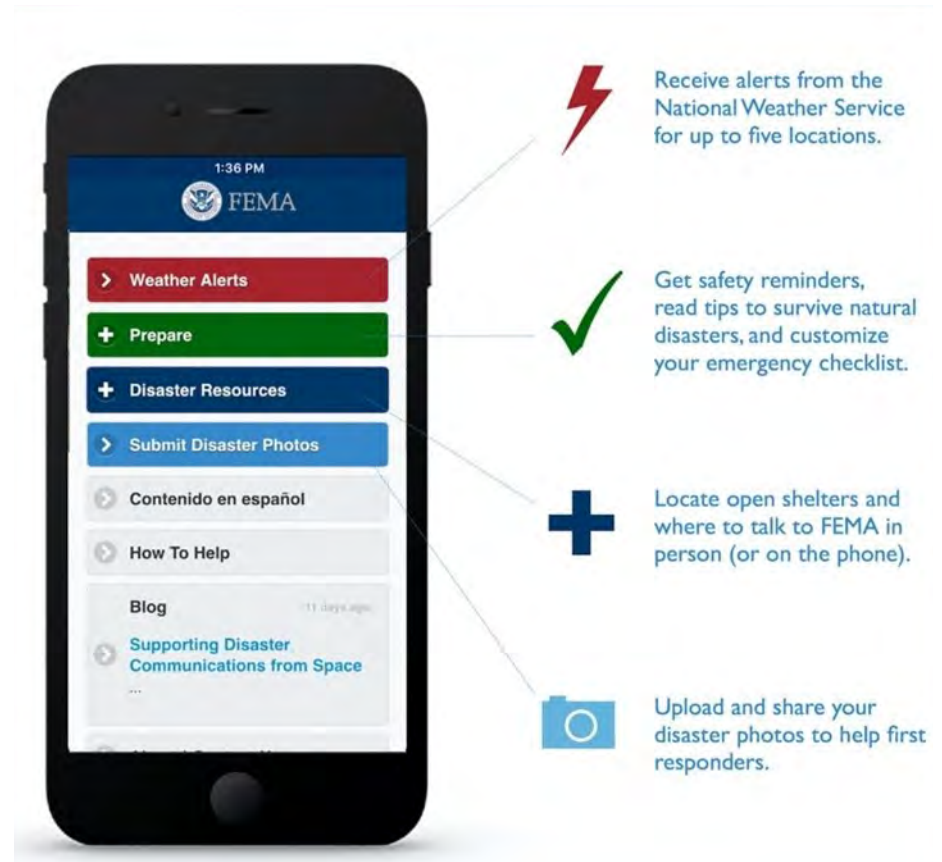 1:36 PM
FEMA
Weather Alerts
Prepare
Disaster Resources
Submit Disaster Photos
Contenido en español
How To Help
Blog
11 days ago
Supporting Disaster
Communications from Space
...
Receive alerts from the
National Weather Service
for up to five locations.
Get safety reminders,
read tips to survive natural
disasters, and customize
your emergency checklist.
Locate open shelters and
where to talk to FEMA in
person (or on the phone).
Upload and share your
disaster photos to help first
responders.